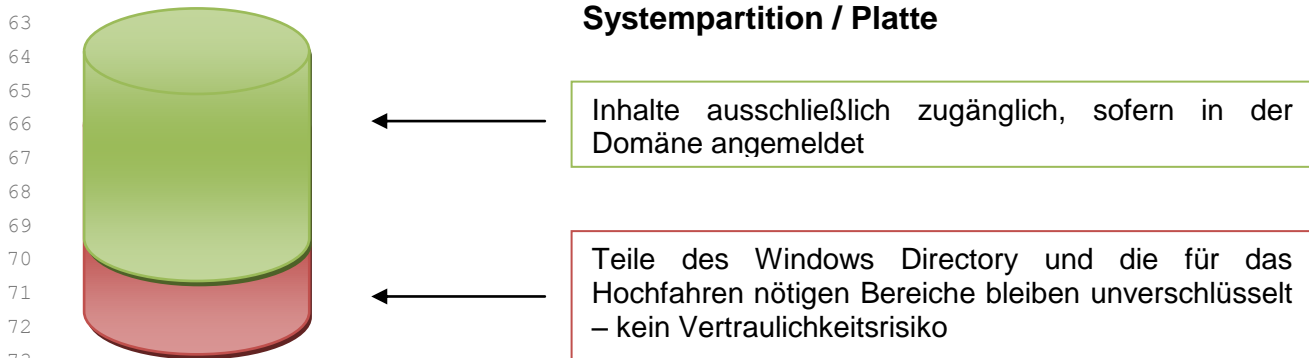 63
Systempartition / Platte
64
65
66
Inhalte ausschließlich zugänglich, sofern in der
67
Domäne angemeldet
68
69
70
Teile des Windows Directory und die für das
71
Hochfahren nötigen Bereiche bleiben unverschlüsselt
72
– kein Vertraulichkeitsrisiko
73